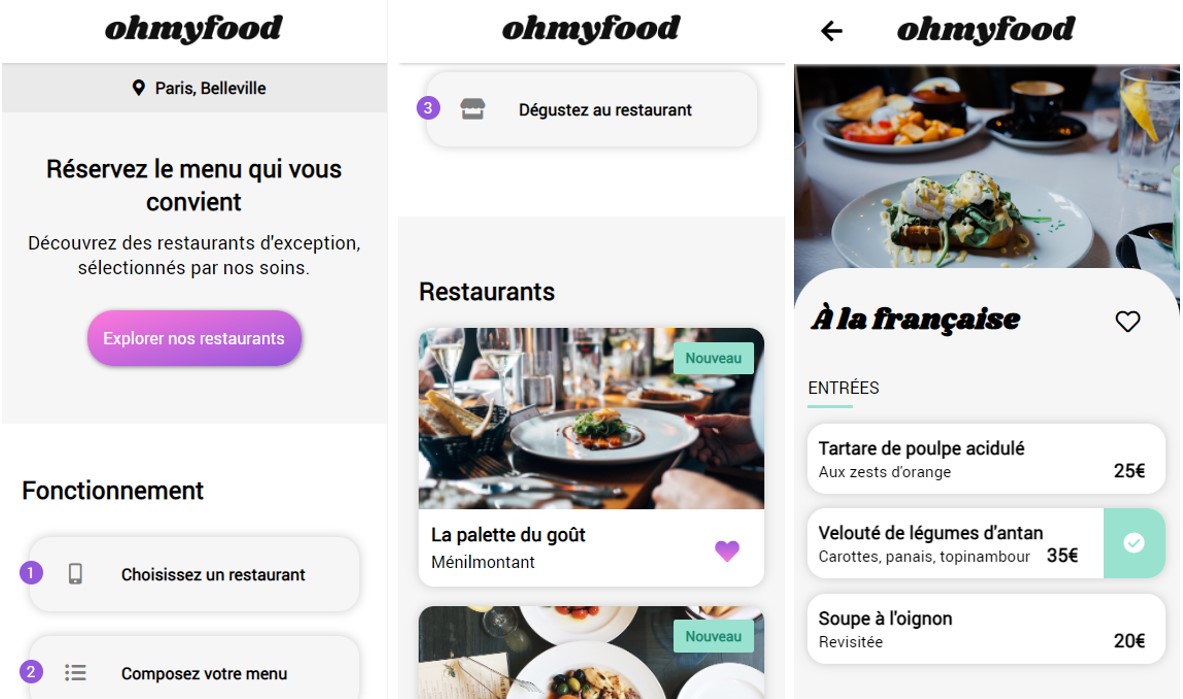 ohmyfood
Paris, Belleville
Réservez le menu qui vous
convient
Découvrez des restaurants d'exception,
sélectionnés par nos soins.
Explorer nos restaurants
Fonctionnement
1
Choisissez un restaurant
2
Composez votre menu
ohmyfood
3
Dégustez au restaurant
Restaurants
Nouveau
La palette du goût
Ménilmontant
Nouveau
ohmyfood
À la française
ENTRÉES
Tartare de poulpe acidulé
Aux zests d'orange 25€
Velouté de légumes d'antan
Carottes, panais, topinambour 35€
Soupe à l'oignon
Revisitée 20€